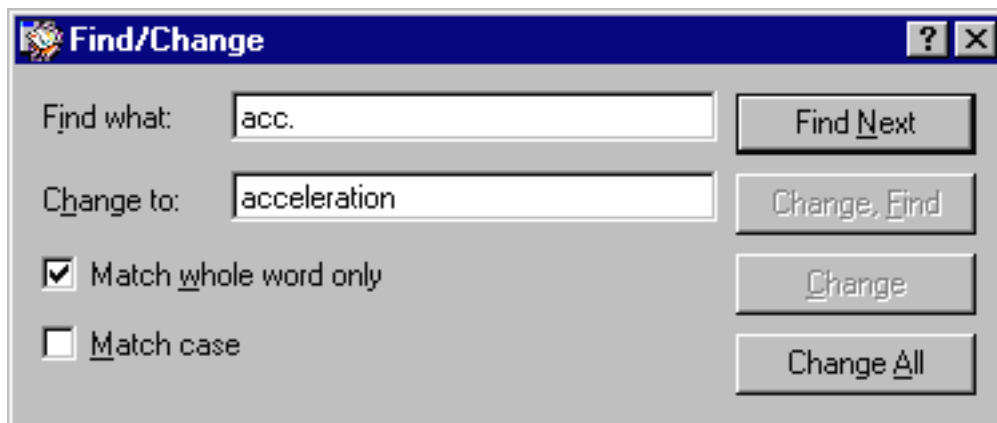 Find/Change
? X
Find what: acc. Find Next
Change to: acceleration Change, Find
Match whole word only Change
Match case Change All